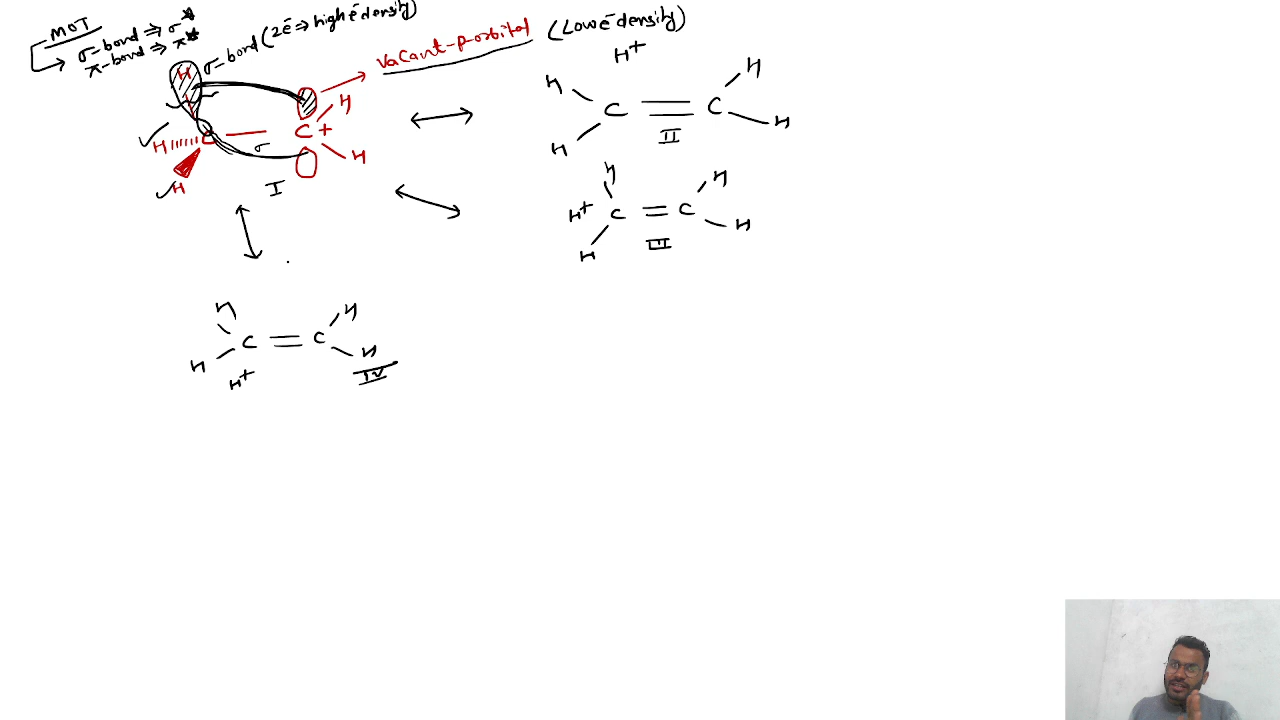 MOT
σ-bond ⇒ σ*
π-bond ⇒ π*
σ-bond (2e⁻ ⇒ high e⁻ density)
Vacant-p-orbital (Low e⁻ density)
H
H C — C + H
H H
σ
I
H⁺
H H
C = C
H H
II
H H
H⁺ C = C
H H
III
H H
C = C
H H
H⁺ IV